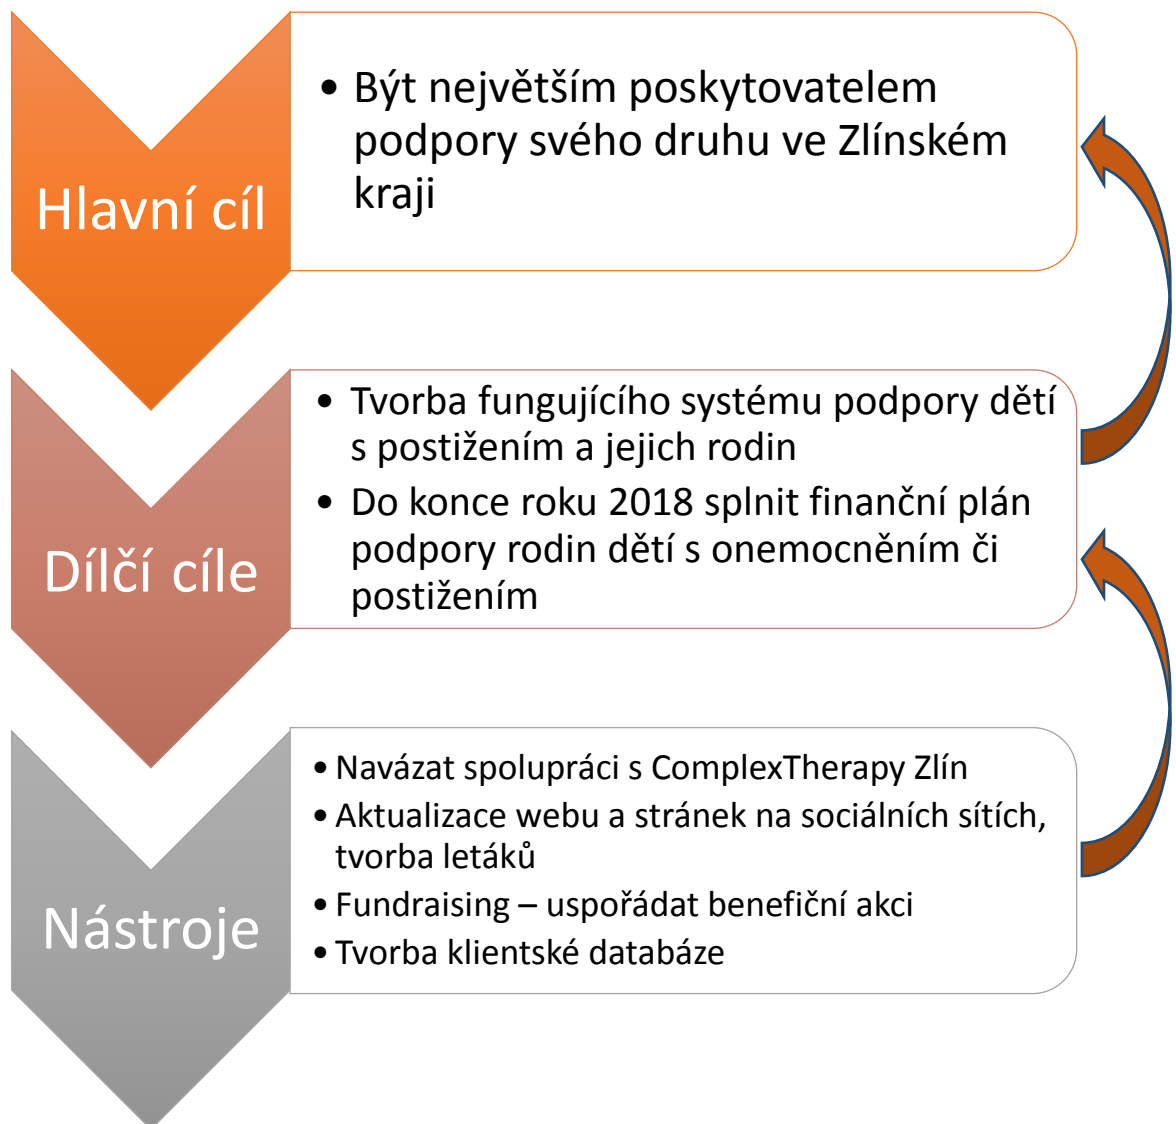 Hlavní cíl
• Být největším poskytovatelem
podpory svého druhu ve Zlínském
kraji
Dílčí cíle
• Tvorba fungujícího systému podpory dětí
s postižením a jejich rodin
• Do konce roku 2018 splnit finanční plán
podpory rodin dětí s onemocněním či
postižením
Nástroje
• Navázat spolupráci s ComplexTherapy Zlín
• Aktualizace webu a stránek na sociálních sítích,
tvorba letáků
• Fundraising – uspořádat benefiční akci
• Tvorba klientské databáze